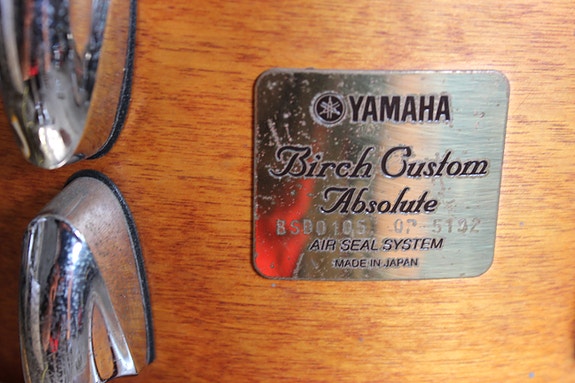 YAMAHA
Birch Custom
Absolute
AIR SEAL SYSTEM
MADE IN JAPAN